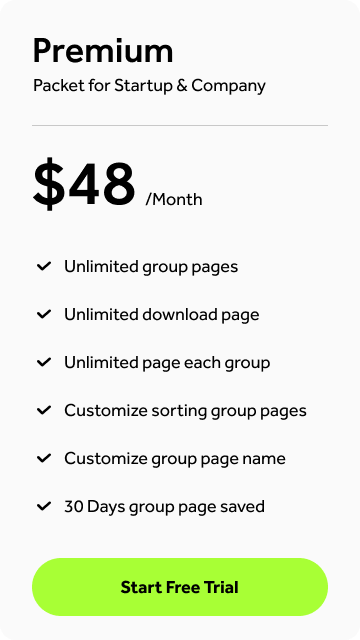 Premium
Packet for Startup & Company
$48 /Month
Unlimited group pages
Unlimited download page
Unlimited page each group
Customize sorting group pages
Customize group page name
30 Days group page saved
Start Free Trial